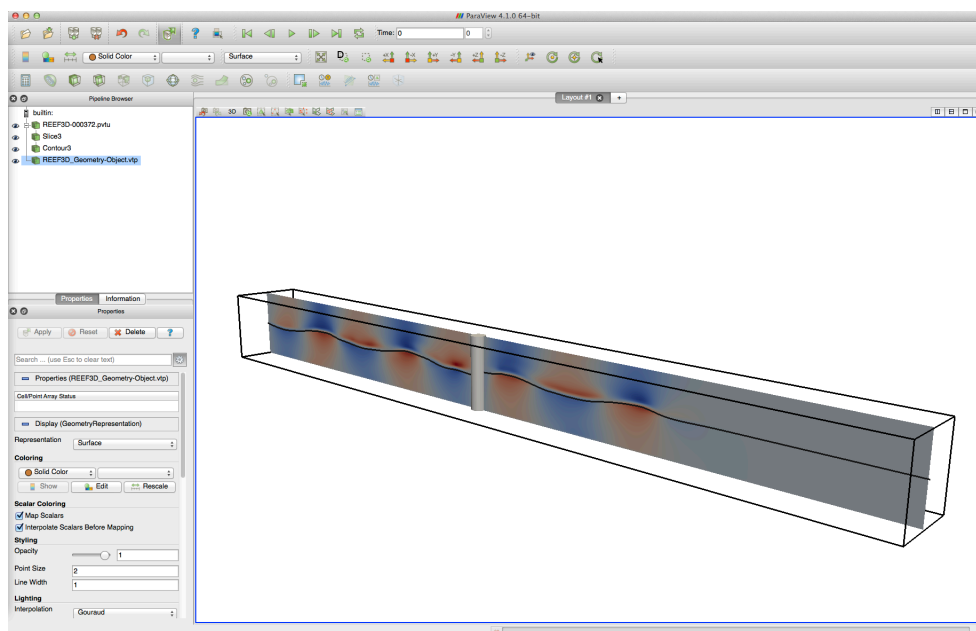 ParaView 4.1.0 64-bit
Time: 0 0
Solid Color Surface
Pipeline Browser
Layout #1
builtin:
3D
REEF3D-000372.pvtu
Slice3
Contour3
REEF3D_Geometry-Object.vtp
Properties Information
Properties
Apply Reset Delete ?
Search ... (use Esc to clear text)
Properties (REEF3D_Geometry-Object.vtp)
Cell/Point Array Status
Display (GeometryRepresentation)
Representation Surface
Coloring
Solid Color
Show Edit Rescale
Scalar Coloring
Map Scalars
Interpolate Scalars Before Mapping
Styling
Opacity 1
Point Size 2
Line Width 1
Lighting
Interpolation Gouraud